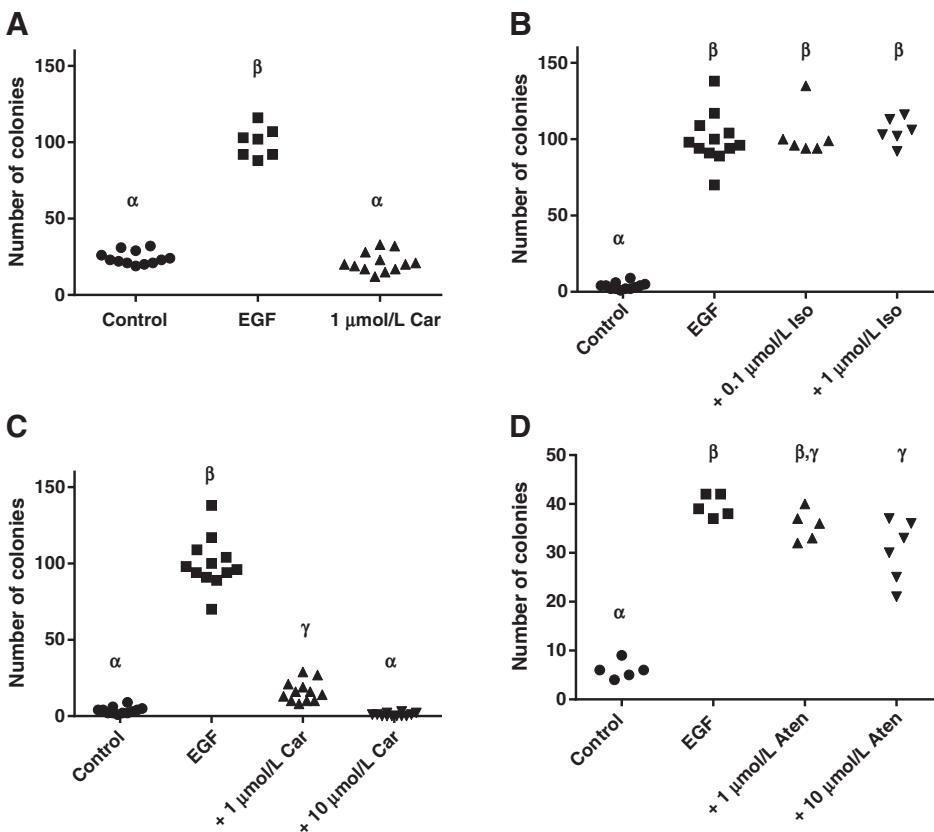 A
Number of colonies
150
100
50
0
α
β
α
Control
EGF
1 μmol/L Car
B
Number of colonies
150
100
50
0
α
β
β
β
Control
EGF
+ 0.1 μmol/L Iso
+ 1 μmol/L Iso
C
Number of colonies
150
100
50
0
α
β
γ
α
Control
EGF
+ 1 μmol/L Car
+ 10 μmol/L Car
D
Number of colonies
50
40
30
20
10
0
α
β
β,γ
γ
Control
EGF
+ 1 μmol/L Aten
+ 10 μmol/L Aten